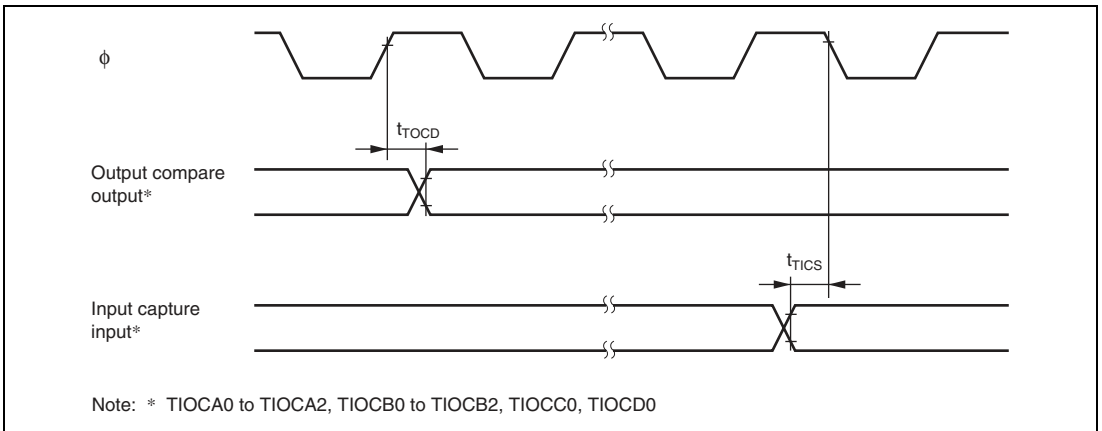 ϕ
tTOCD
Output compare
output*
tTICS
Input capture
input*
Note: * TIOCA0 to TIOCA2, TIOCB0 to TIOCB2, TIOCC0, TIOCD0